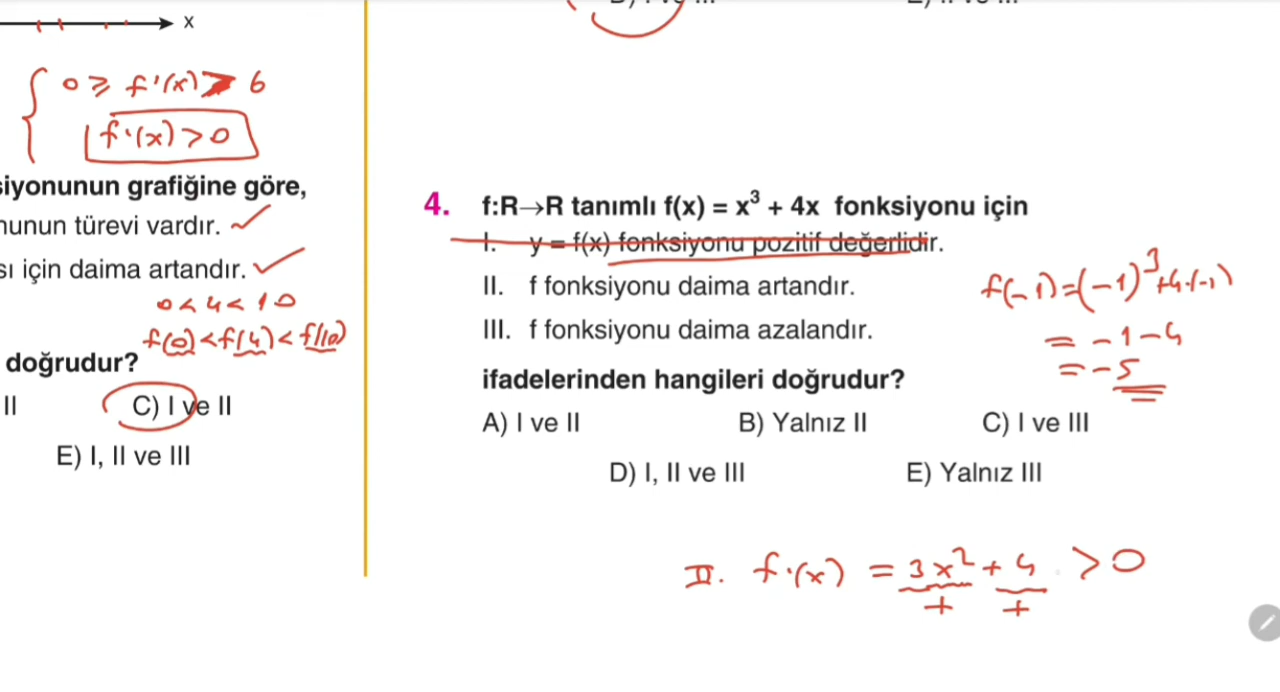 x
0 ≥ f'(x) > 6
f'(x) > 0
siyonunun grafiğine göre,
nunun türevi vardır.
sı için daima artandır.
0 < 4 < 10
f(0) < f(4) < f(10)
doğrudur?
II
C) I ve II
E) I, II ve III
4. f:R→R tanımlı f(x) = x³ + 4x fonksiyonu için
I. y = f(x) fonksiyonu pozitif değerlidir.
II. f fonksiyonu daima artandır.
III. f fonksiyonu daima azalandır.
ifadelerinden hangileri doğrudur?
A) I ve II
B) Yalnız II
C) I ve III
D) I, II ve III
E) Yalnız III
f(-1)=(-1)³+4.(-1)
= -1-4
= -5
II. f'(x) = 3x² + 4 > 0
+ +